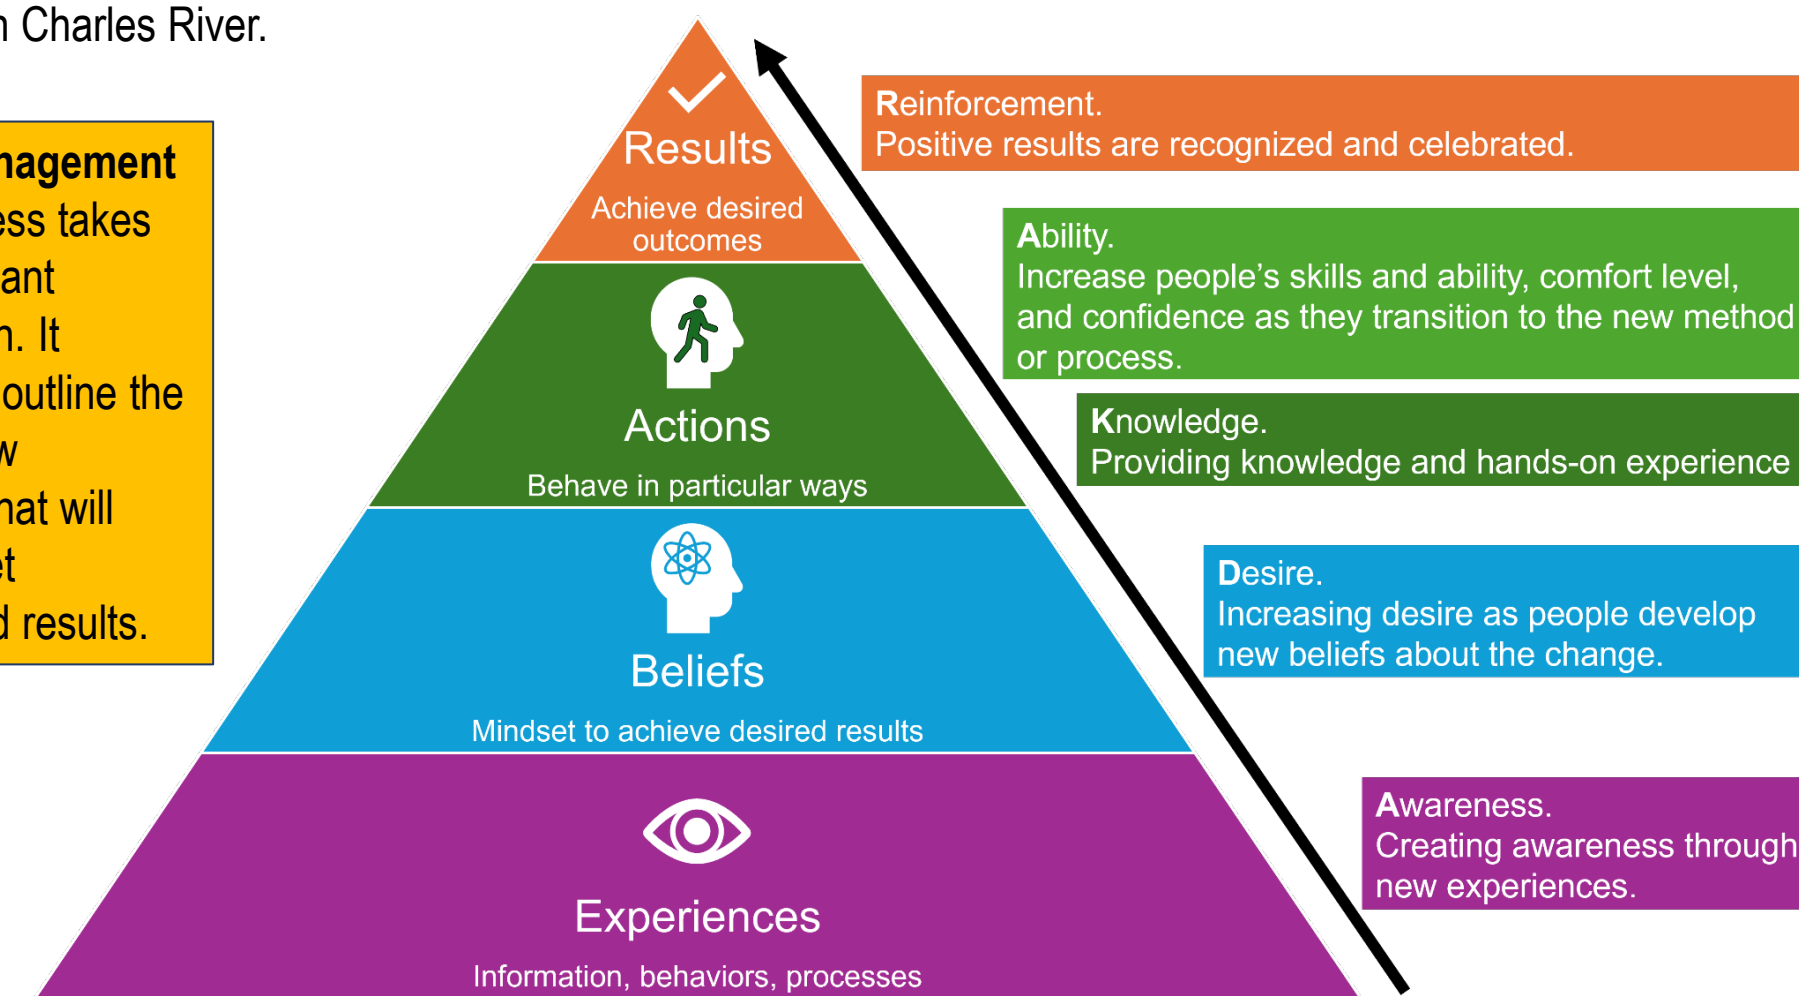 Charles River.
ess takes
It
outline the
will
results.
Results
Achieve desired
outcomes
Actions
Behave in particular ways
Beliefs
Mindset to achieve desired results
Experiences
Information, behaviors, processes
Reinforcement.
Positive results are recognized and celebrated.
Ability.
Increase people’s skills and ability, comfort level,
and confidence as they transition to the new method
or process.
Knowledge.
Providing knowledge and hands-on experience
Desire.
Increasing desire as people develop
new beliefs about the change.
Awareness.
Creating awareness through
new experiences.